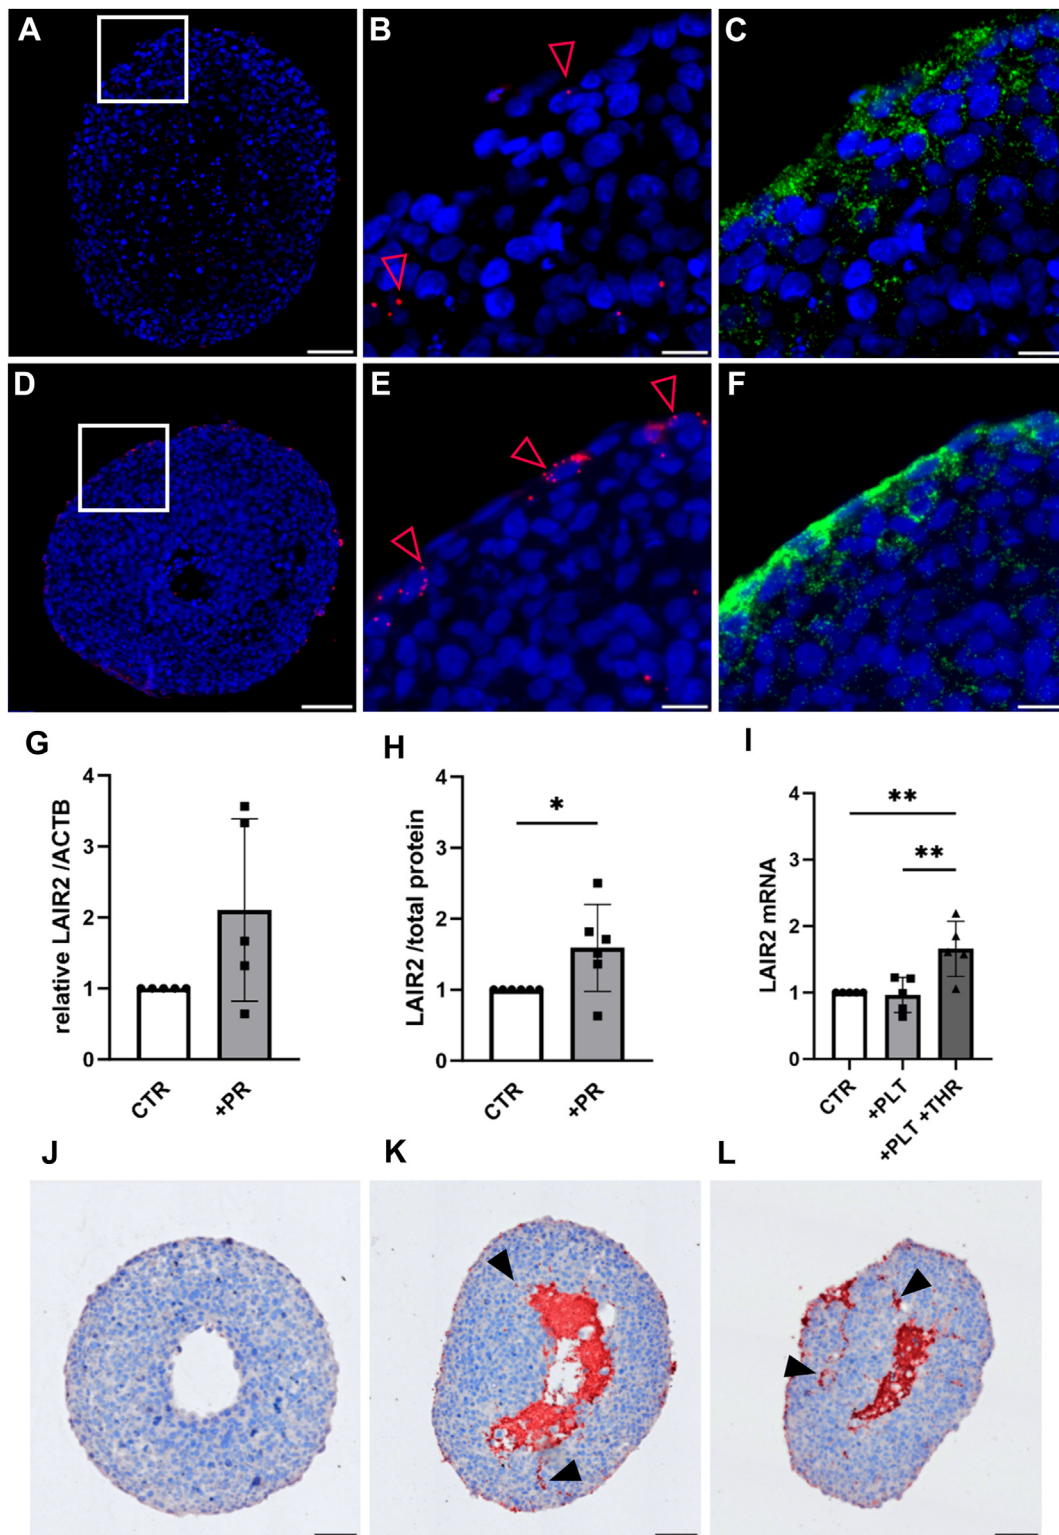 A
B
C
D
E
F
G
relative LAIR2 /ACTB
4
3
2
1
0
CTR
+PR
H
LAIR2 /total protein
4
3
2
1
0
*
CTR
+PR
I
LAIR2 mRNA
4
3
2
1
0
**
**
CTR
+PLT
+PLT +THR
J
K
L